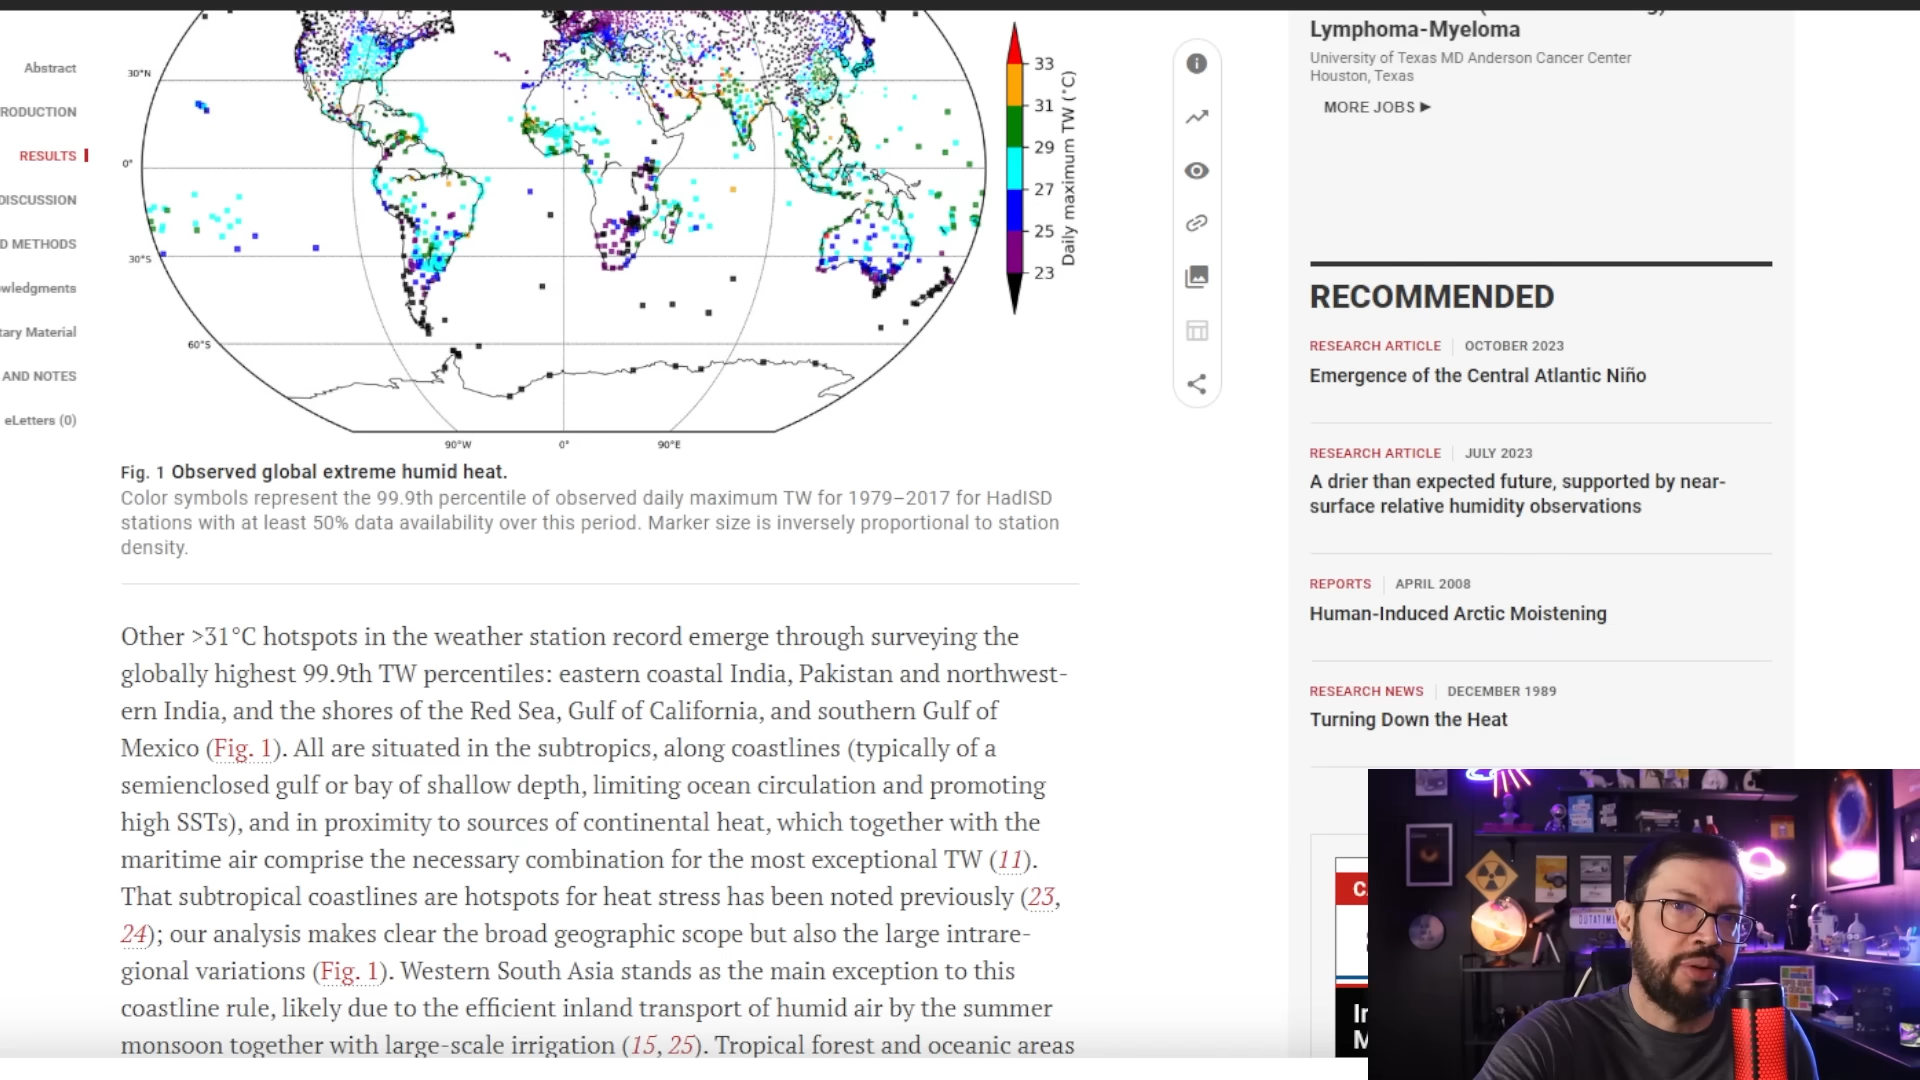 Abstract
RODUCTION
RESULTS
DISCUSSION
D METHODS
wledgments
tary Material
AND NOTES
eLetters (0)
30°N
0°
30°S
60°S
90°W
0°
90°E
33
31
29
27
25
23
Daily maximum TW (°C)
Fig. 1 Observed global extreme humid heat.
Color symbols represent the 99.9th percentile of observed daily maximum TW for 1979–2017 for HadISD
stations with at least 50% data availability over this period. Marker size is inversely proportional to station
density.
Other >31°C hotspots in the weather station record emerge through surveying the
globally highest 99.9th TW percentiles: eastern coastal India, Pakistan and northwest-
ern India, and the shores of the Red Sea, Gulf of California, and southern Gulf of
Mexico (Fig. 1). All are situated in the subtropics, along coastlines (typically of a
semienclosed gulf or bay of shallow depth, limiting ocean circulation and promoting
high SSTs), and in proximity to sources of continental heat, which together with the
maritime air comprise the necessary combination for the most exceptional TW (11).
That subtropical coastlines are hotspots for heat stress has been noted previously (23,
24); our analysis makes clear the broad geographic scope but also the large intrare-
gional variations (Fig. 1). Western South Asia stands as the main exception to this
coastline rule, likely due to the efficient inland transport of humid air by the summer
monsoon together with large-scale irrigation (15, 25). Tropical forest and oceanic areas
Lymphoma-Myeloma
University of Texas MD Anderson Cancer Center
Houston, Texas
MORE JOBS ▶
RECOMMENDED
RESEARCH ARTICLE OCTOBER 2023
Emergence of the Central Atlantic Niño
RESEARCH ARTICLE JULY 2023
A drier than expected future, supported by near-
surface relative humidity observations
REPORTS APRIL 2008
Human-Induced Arctic Moistening
RESEARCH NEWS DECEMBER 1989
Turning Down the Heat
OUTATIME